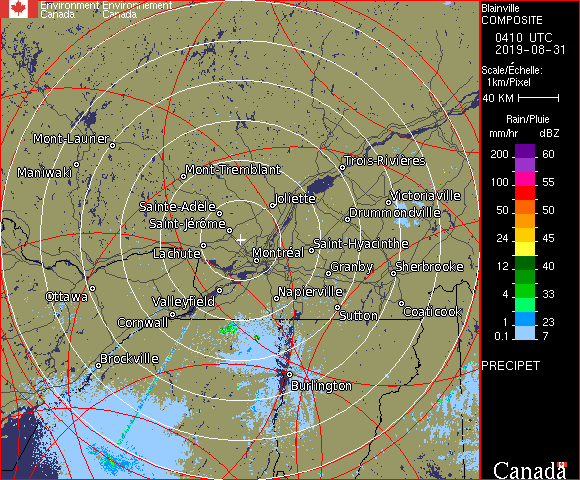 Environment Environnement
Canada Canada
Blainville
COMPOSITE
0410 UTC
2019-08-31
Scale/Échelle:
1km/Pixel
40 KM
Rain/Pluie
mm/hr dBZ
200 60
100 55
50 50
24 45
12 40
4 33
1 23
0.1 7
PRECIPET
Canada
Mont-Laurier
Maniwaki
Mont-Tremblant
Trois-Rivières
Sainte-Adèle
Joliette
Victoriaville
Saint-Jérôme
Drummondville
Lachute
Montréal
Saint-Hyacinthe
Granby
Sherbrooke
Ottawa
Valleyfield
Napierville
Cornwall
Sutton
Coaticook
Brockville
Burlington